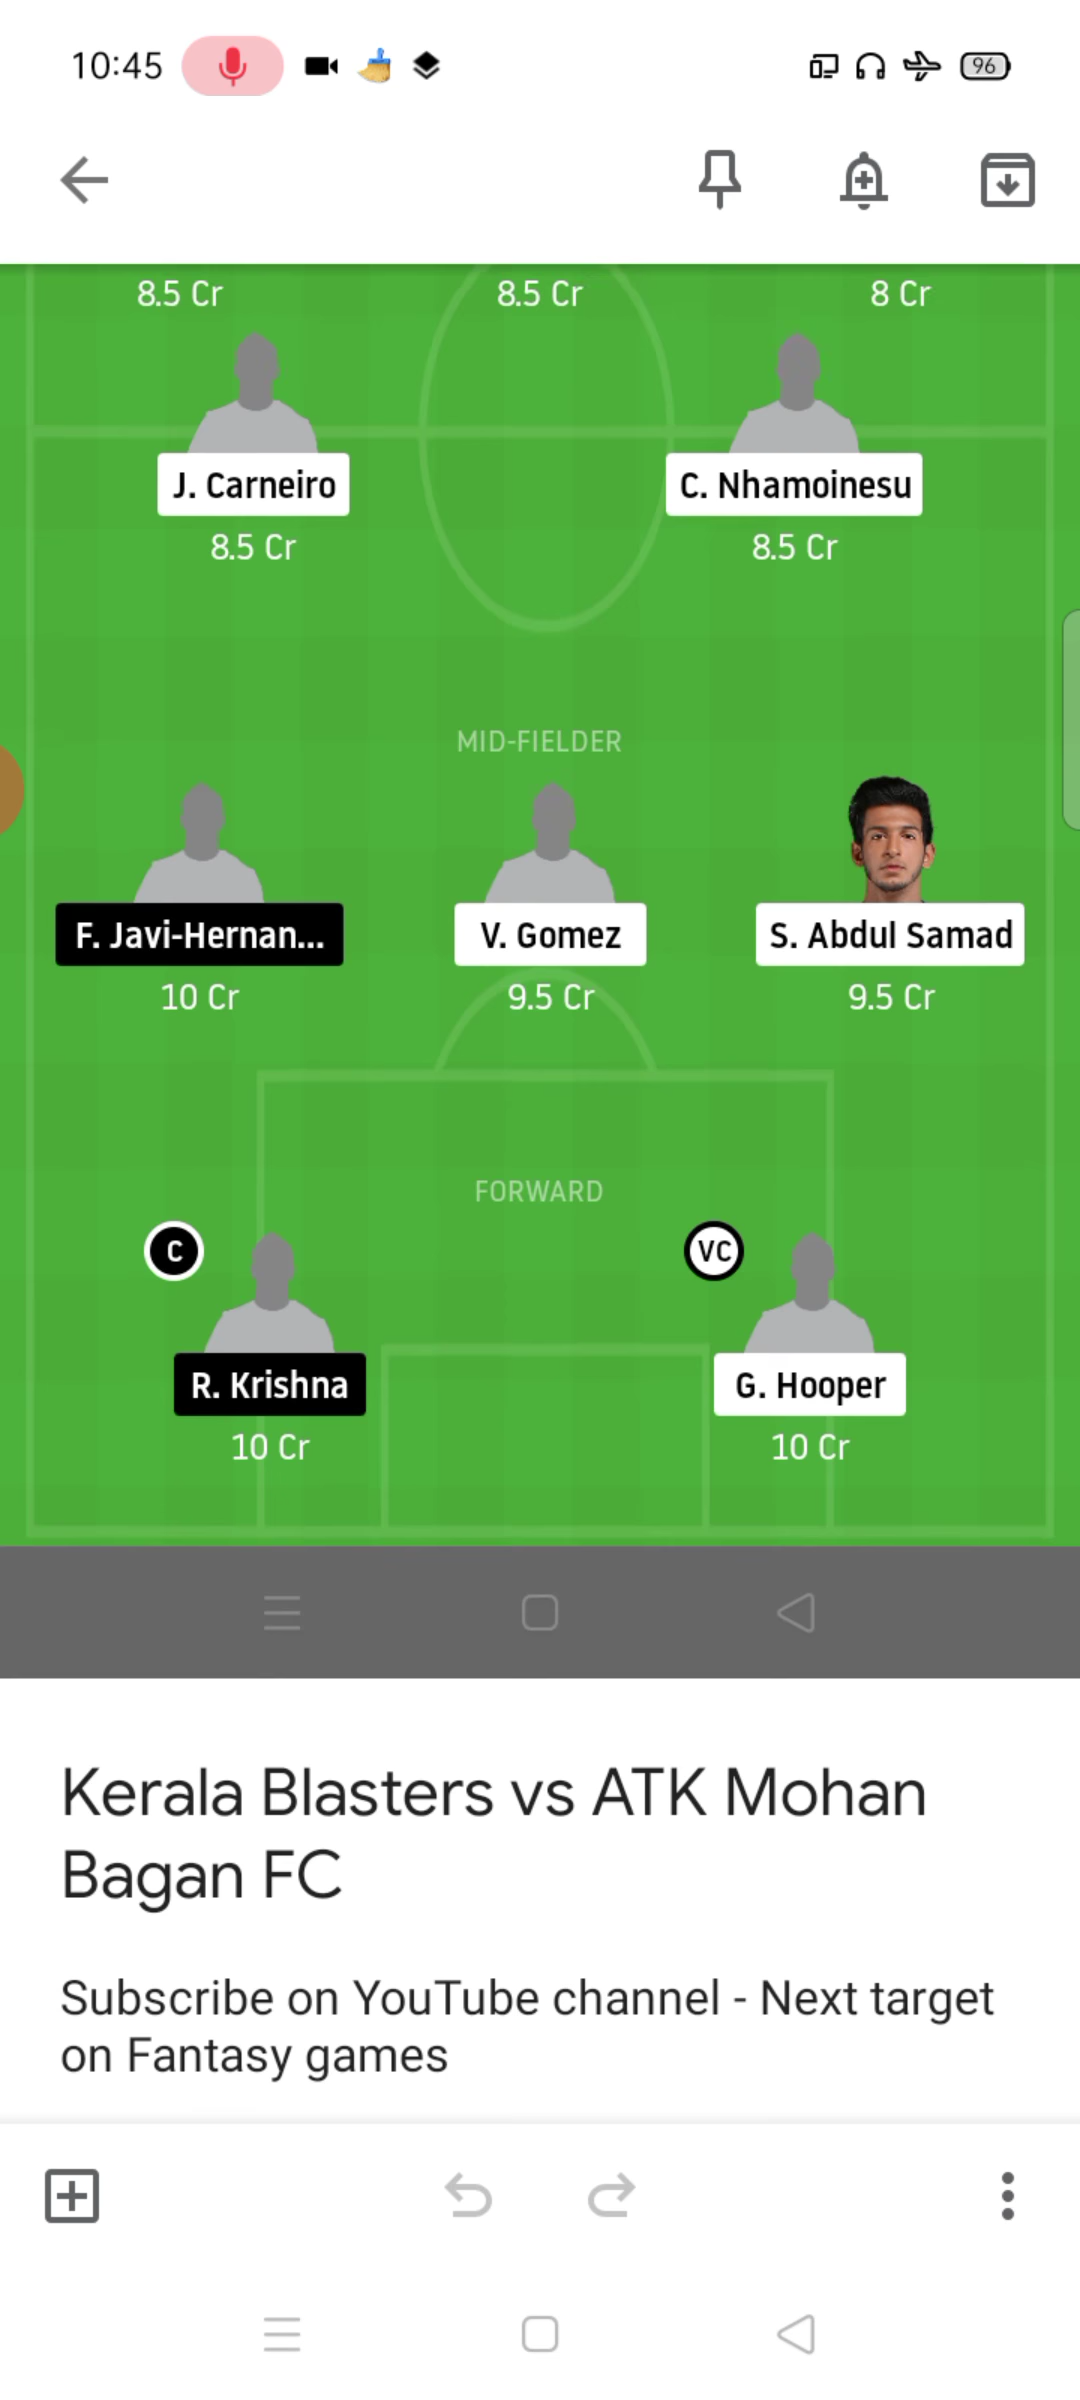 10:45 96
8.5 Cr 8.5 Cr 8 Cr
J. Carneiro C. Nhamoinesu
8.5 Cr 8.5 Cr
MID-FIELDER
F. Javi-Hernan... V. Gomez S. Abdul Samad
10 Cr 9.5 Cr 9.5 Cr
FORWARD
C VC
R. Krishna G. Hooper
10 Cr 10 Cr
Kerala Blasters vs ATK Mohan
Bagan FC
Subscribe on YouTube channel - Next target
on Fantasy games